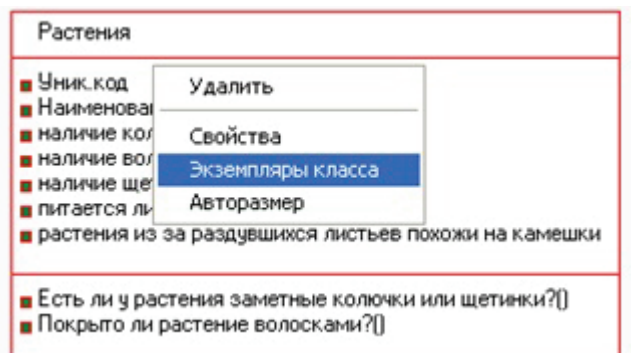 Растения
Уник.код
Удалить
Наименова
наличие кол
Свойства
наличие вол
Экземпляры класса
наличие ще
Авторазмер
питается ли
растения из за раздувшихся листьев похожи на камешки
Есть ли у растения заметные колючки или щетинки?()
Покрыто ли растение волосками?()